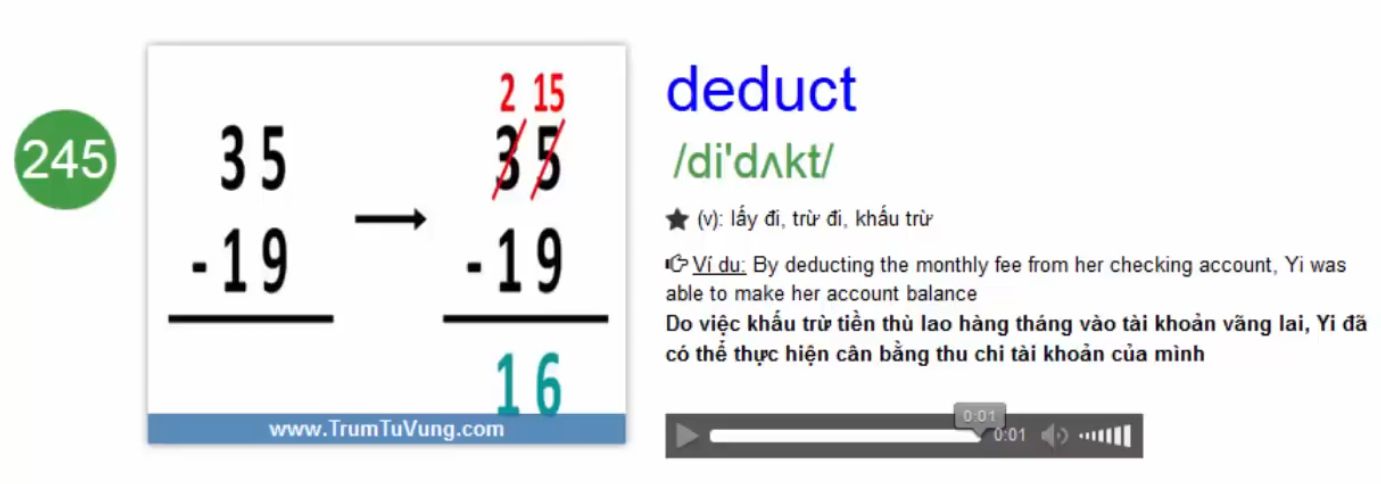 245
2 15
35 35
-19 -19
16
www.TrumTuVung.com
deduct
/di'dʌkt/
(v): lấy đi, trừ đi, khấu trừ
Ví du: By deducting the monthly fee from her checking account, Yi was
able to make her account balance
Do việc khấu trừ tiền thù lao hàng tháng vào tài khoản vãng lai, Yi đã
có thể thực hiện cân bằng thu chi tài khoản của mình
0:01
0:01